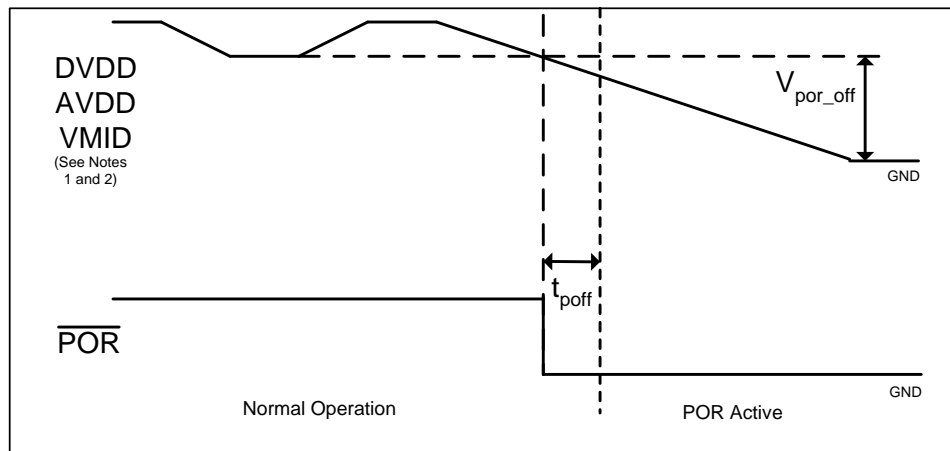 DVDD
AVDD
VMID
(See Notes
1 and 2)
V
por_off
GND
t
poff
POR
GND
Normal Operation
POR Active